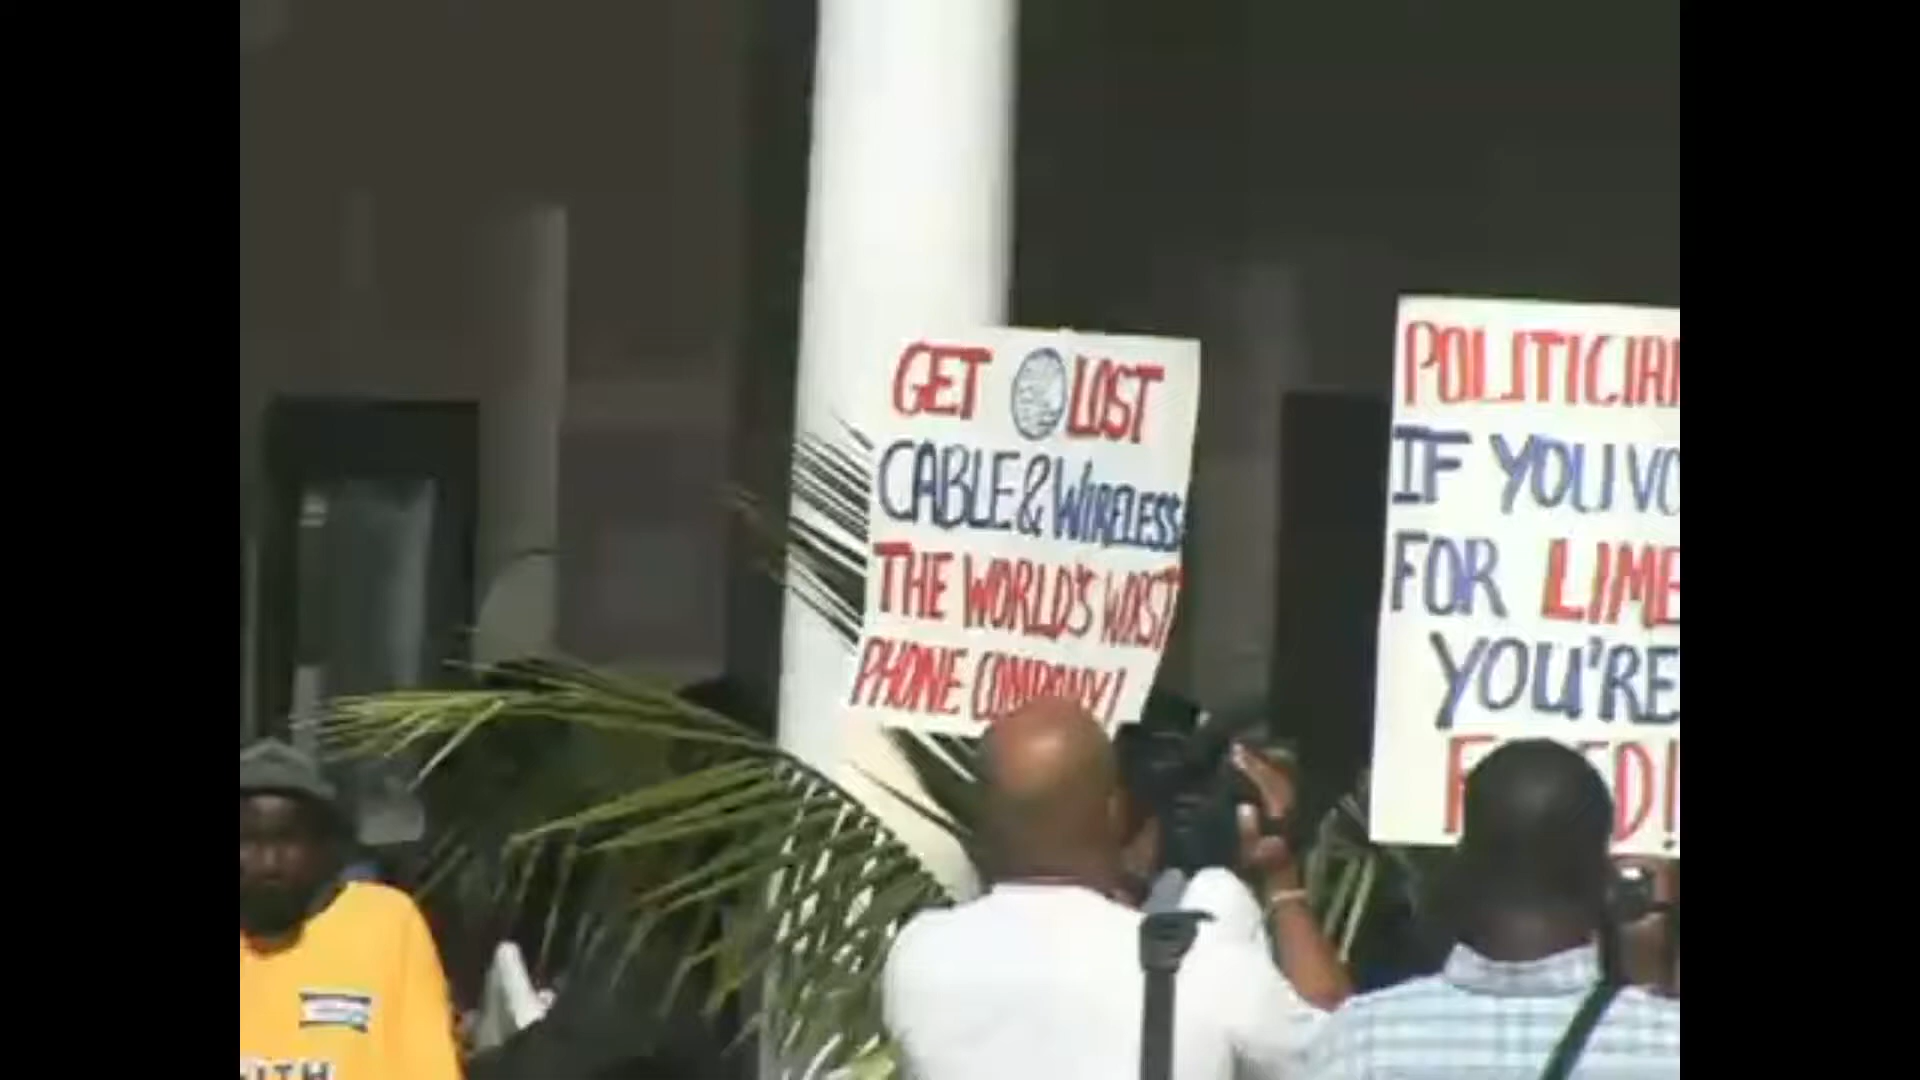 GET LOST
CABLE & WIRELESS
THE WORLD'S WORST
PHONE COMPANY!
POLITICIAN
IF YOU VO
FOR LIME
YOU'RE